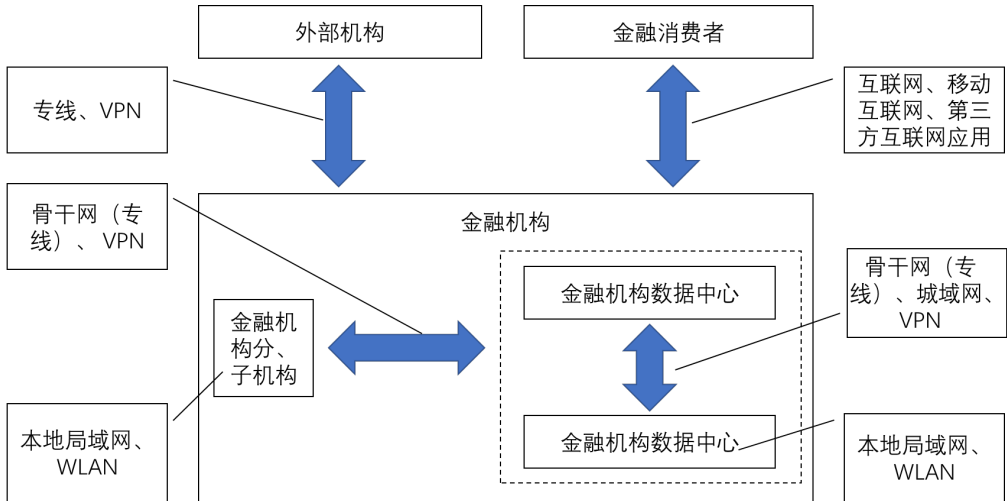 外部机构
金融消费者
专线、VPN
互联网、移动
互联网、第三
方互联网应用
骨干网（专
线）、 VPN
金融机构
金融机构数据中心
骨干网（专
线）、城域网、
VPN
金融机
构分、
子机构
本地局域网、
WLAN
金融机构数据中心
本地局域网、
WLAN